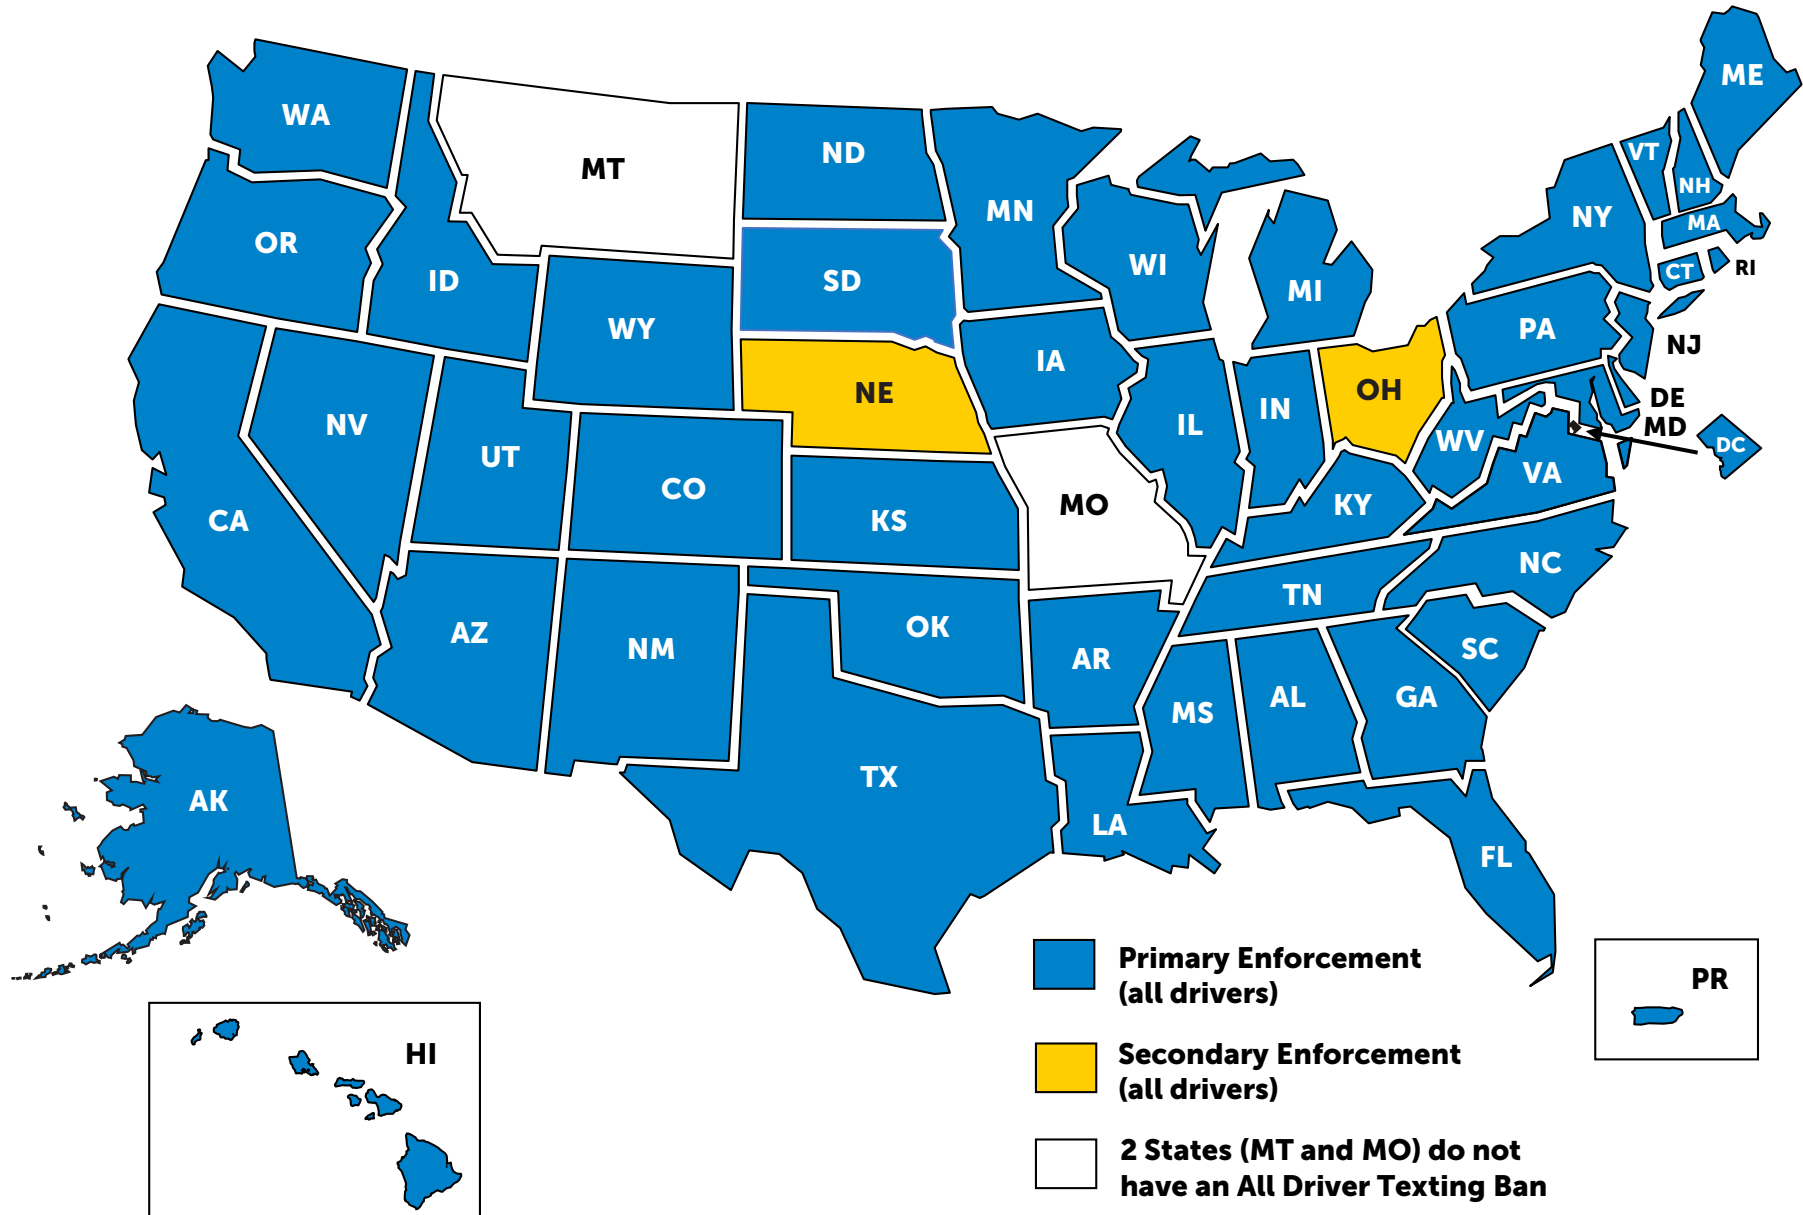 ME
WA
VT
ND
MT
NH
MN
NY
MA
OR
WI
RI
CT
ID
SD
MI
WY
PA
NJ
IA
NE
OH
DE
IN
NV
IL
MD
WV
DC
UT
VA
CO
MO
KY
CA
KS
NC
TN
OK
AZ
NM
AR
SC
GA
AL
MS
TX
AK
LA
FL
Primary Enforcement
(all drivers)
PR
HI
Secondary Enforcement
(all drivers)
2 States (MT and MO) do not
have an All Driver Texting Ban